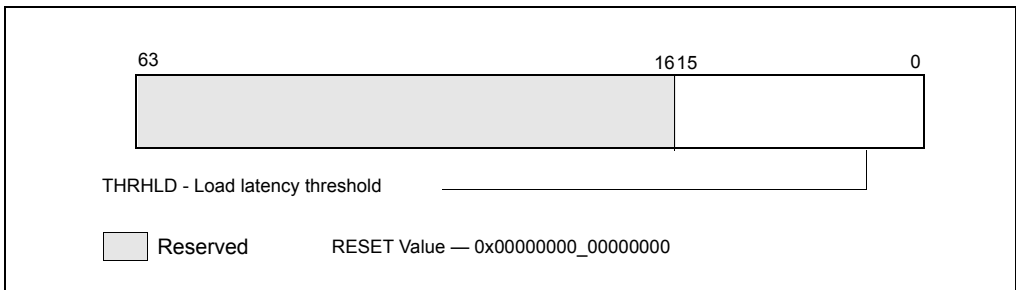 63 16 15 0
THRHLD - Load latency threshold
Reserved RESET Value — 0x00000000_00000000